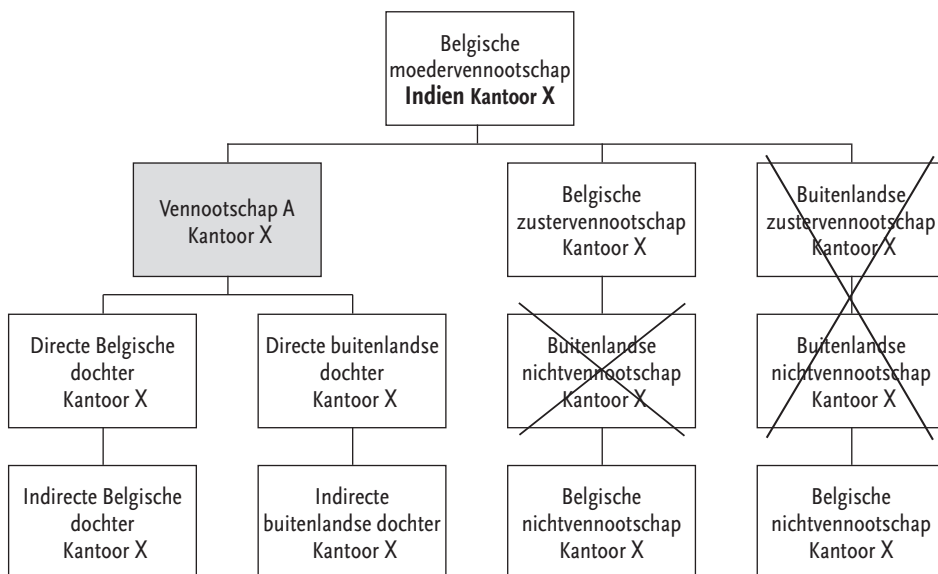 Belgische
moedervennootschap
Indien Kantoor X
Vennootschap A
Kantoor X
Belgische
zustervennootschap
Kantoor X
Buitenlandse
zustervennootschap
Kantoor X
Directe Belgische
dochter
Kantoor X
Directe buitenlandse
dochter
Kantoor X
Buitenlandse
nichtvennootschap
Kantoor X
Buitenlandse
nichtvennootschap
Kantoor X
Indirecte Belgische
dochter
Kantoor X
Indirecte
buitenlandse dochter
Kantoor X
Belgische
nichtvennootschap
Kantoor X
Belgische
nichtvennootschap
Kantoor X